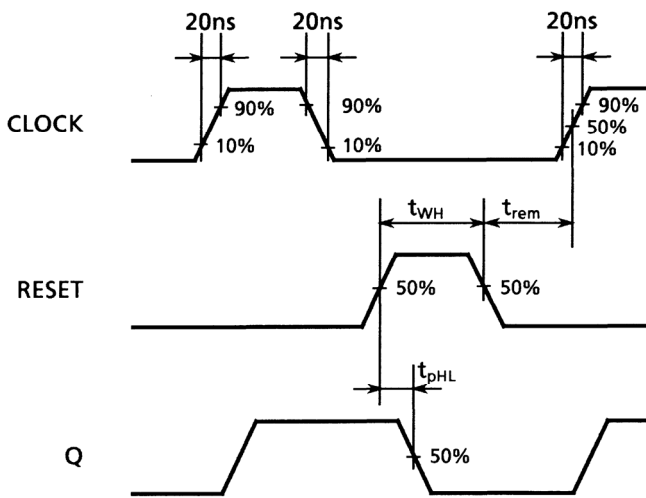 20ns 20ns 20ns
CLOCK
90% 90% 90%
50%
10% 10% 10%
tWH trem
RESET
50% 50%
tpHL
Q
50%